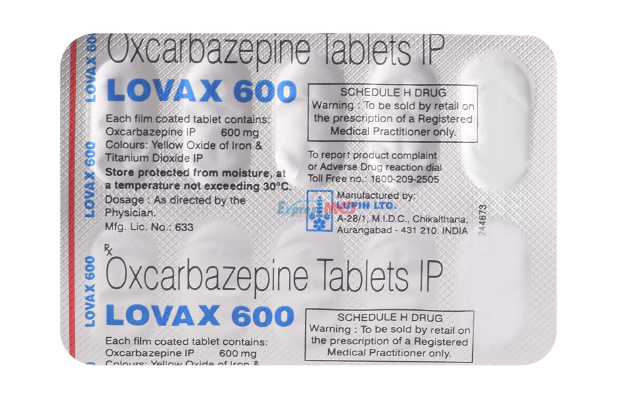 Oxcarbazepine Tablets IP
LOVAX 600
Each film coated tablet contains:
Oxcarbazepine IP 600 mg
Colours: Yellow Oxide of Iron &
Titanium Dioxide IP
Store protected from moisture, at
a temperature not exceeding 30°C.
Dosage : As directed by the
Physician.
Mfg. Lic. No.: 633
SCHEDULE H DRUG
Warning : To be sold by retail on
the prescription of a Registered
Medical Practitioner only.
To report product complaint
or Adverse Drug reaction dial
Toll Free no.: 1800-209-2505
Manufactured by:
LUPIN LTD.
A-28/1, M.I.D.C., Chikalthana,
Aurangabad - 431 210. INDIA
244673
LOVAX 600
LOVAX 600
LOVAX 600
Rx
Oxcarbazepine Tablets IP
LOVAX 600
Each film coated tablet contains:
Oxcarbazepine IP 600 mg
Colours: Yellow Oxide of Iron &
SCHEDULE H DRUG
Warning : To be sold by retail on
the prescription of a Registered
Medical Practitioner only.